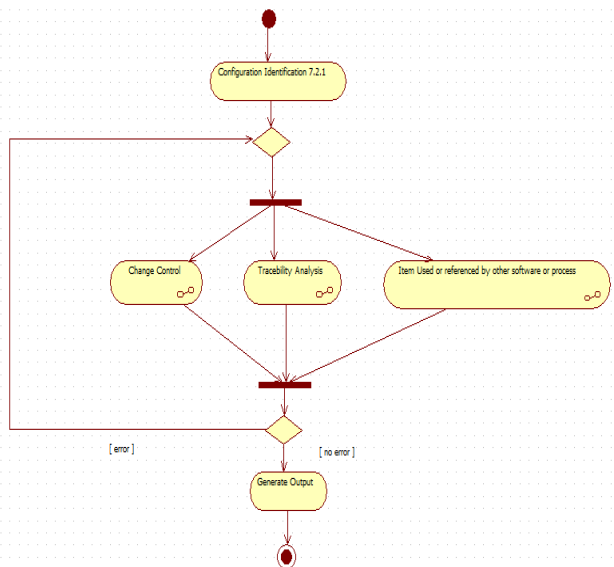 Configuration Identification 7.2.1
Change Control
Tracebility Analysis
Item Used or referenced by other software or process
[ error ]
[ no error ]
Generate Output